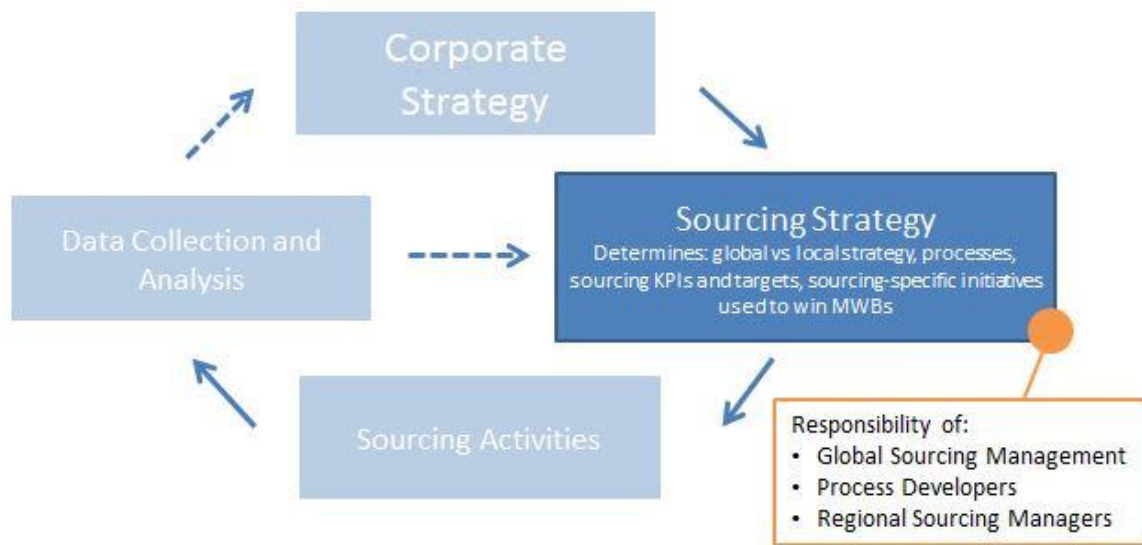 Corporate
Strategy
Data Collection and
Analysis
Sourcing Strategy
Determines: global vs local strategy, processes,
sourcing KPIs and targets, sourcing-specific initiatives
used to win MWBs
Sourcing Activities
Responsibility of:
• Global Sourcing Management
• Process Developers
• Regional Sourcing Managers